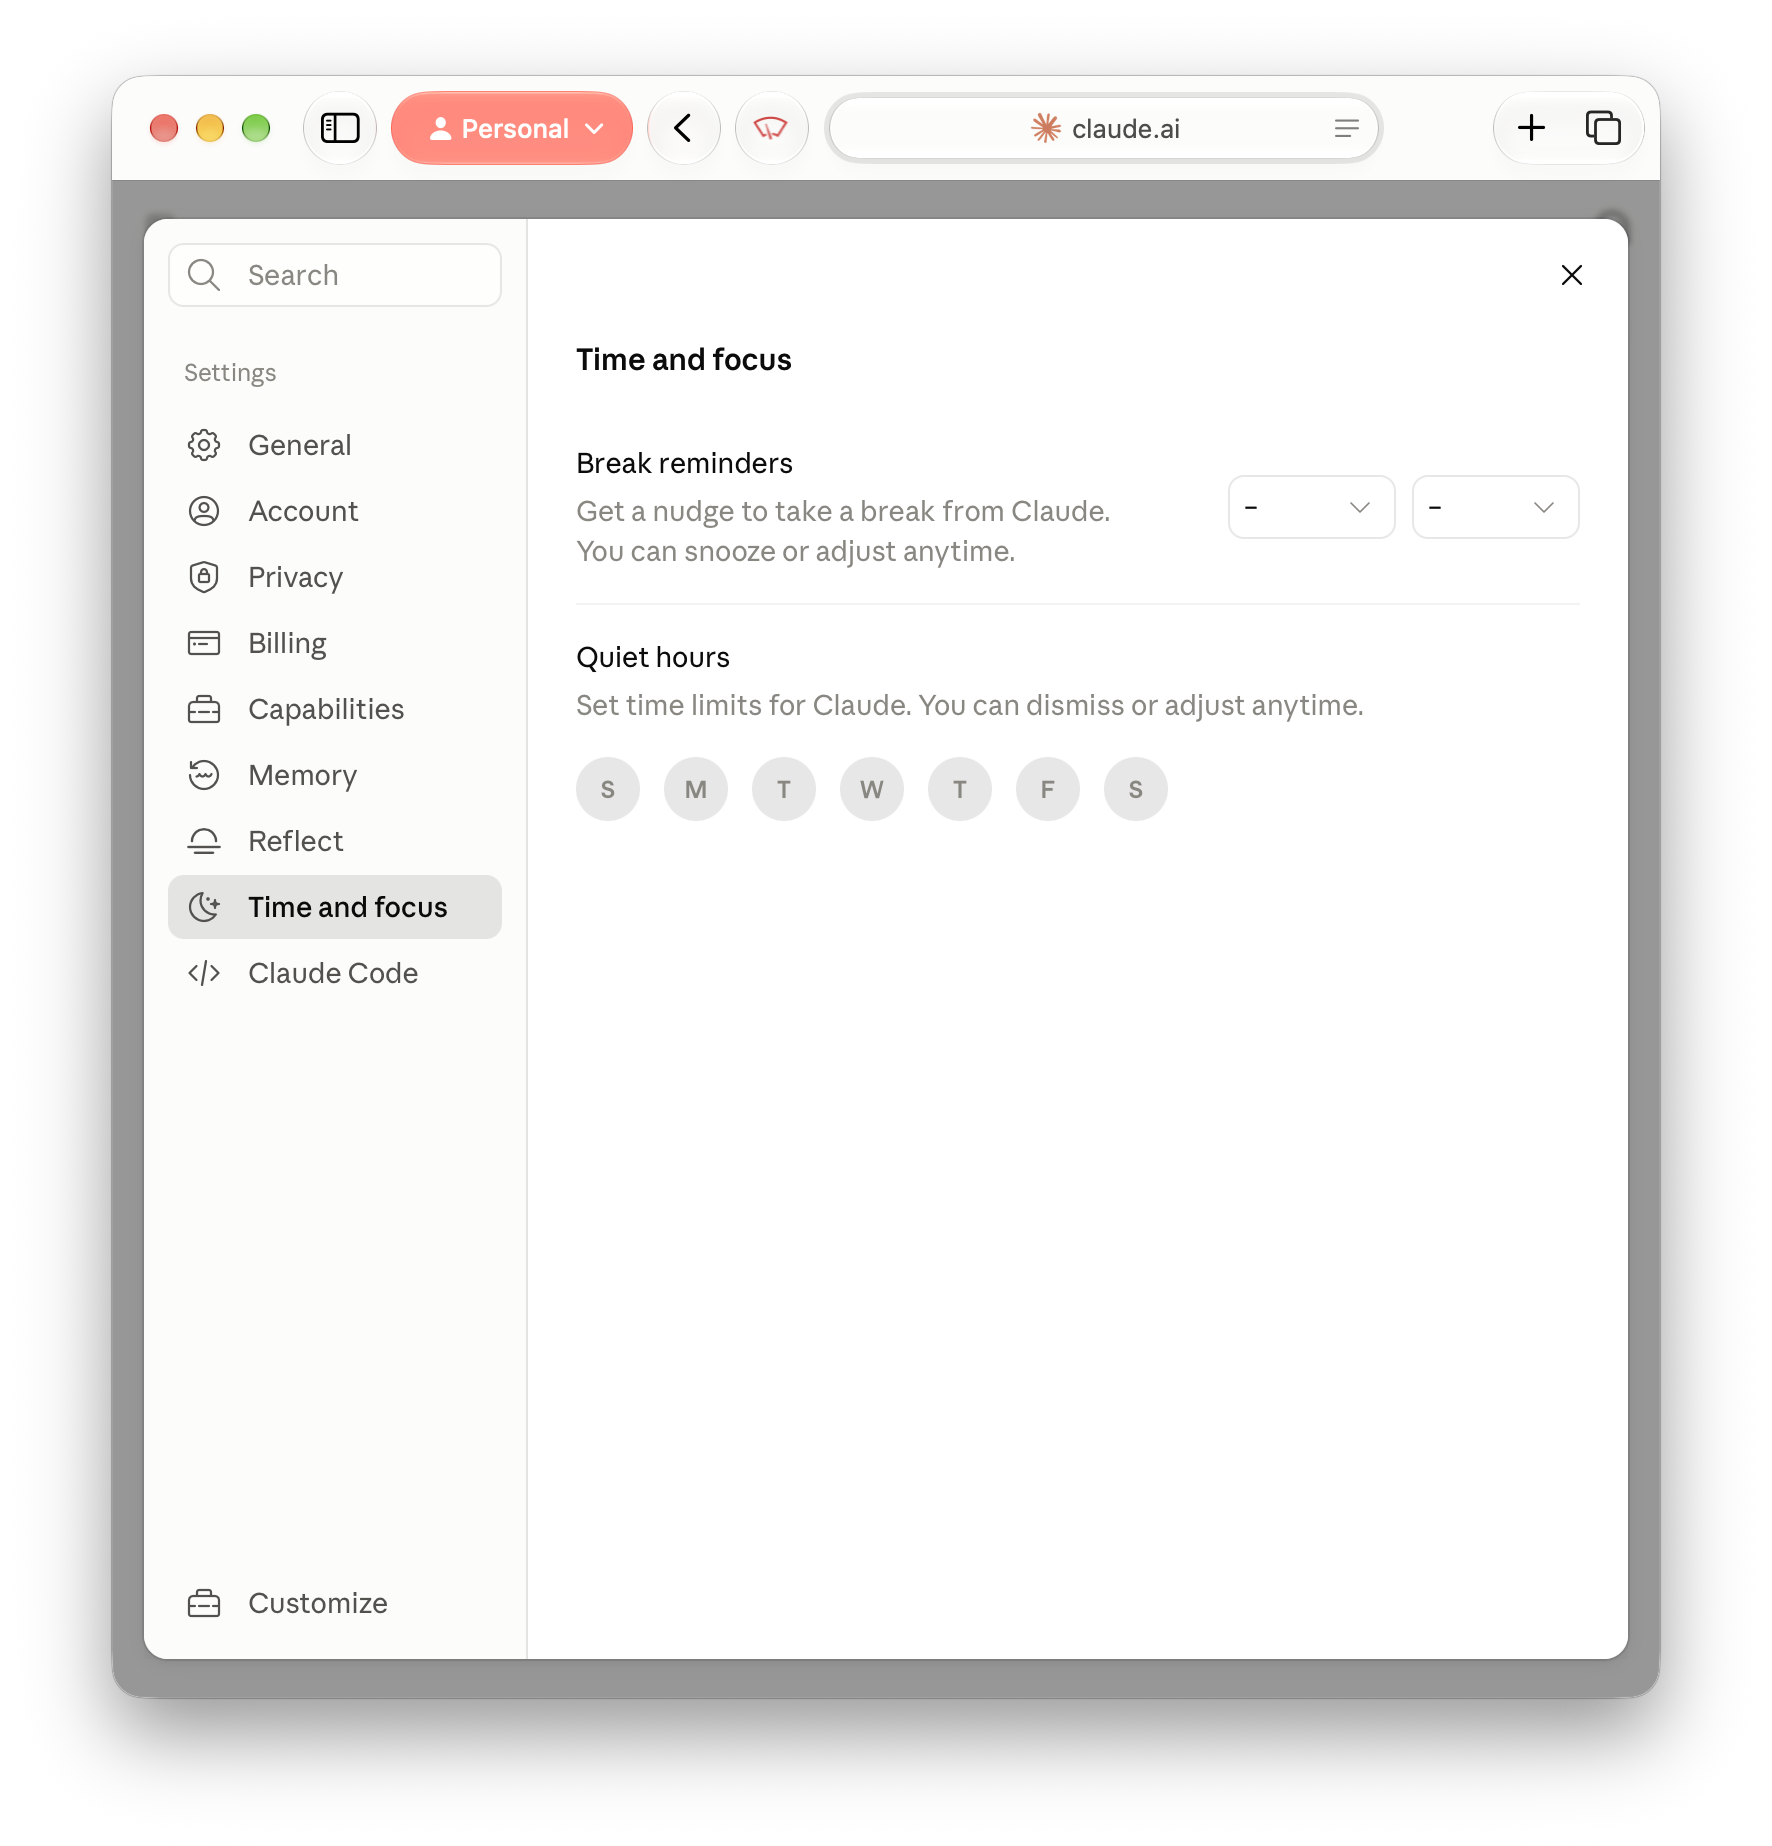 Personal
claude.ai
Search
Settings
General
Account
Privacy
Billing
Capabilities
Memory
Reflect
Time and focus
Claude Code
Customize
Time and focus
Break reminders
Get a nudge to take a break from Claude.
You can snooze or adjust anytime.
– –
Quiet hours
Set time limits for Claude. You can dismiss or adjust anytime.
S M T W T F S